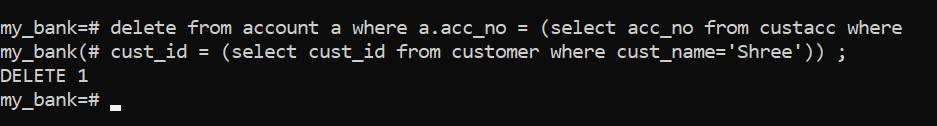 my_bank=# delete from account a where a.acc_no = (select acc_no from custacc where
my_bank(# cust_id = (select cust_id from customer where cust_name='Shree')) ;
DELETE 1
my_bank=#